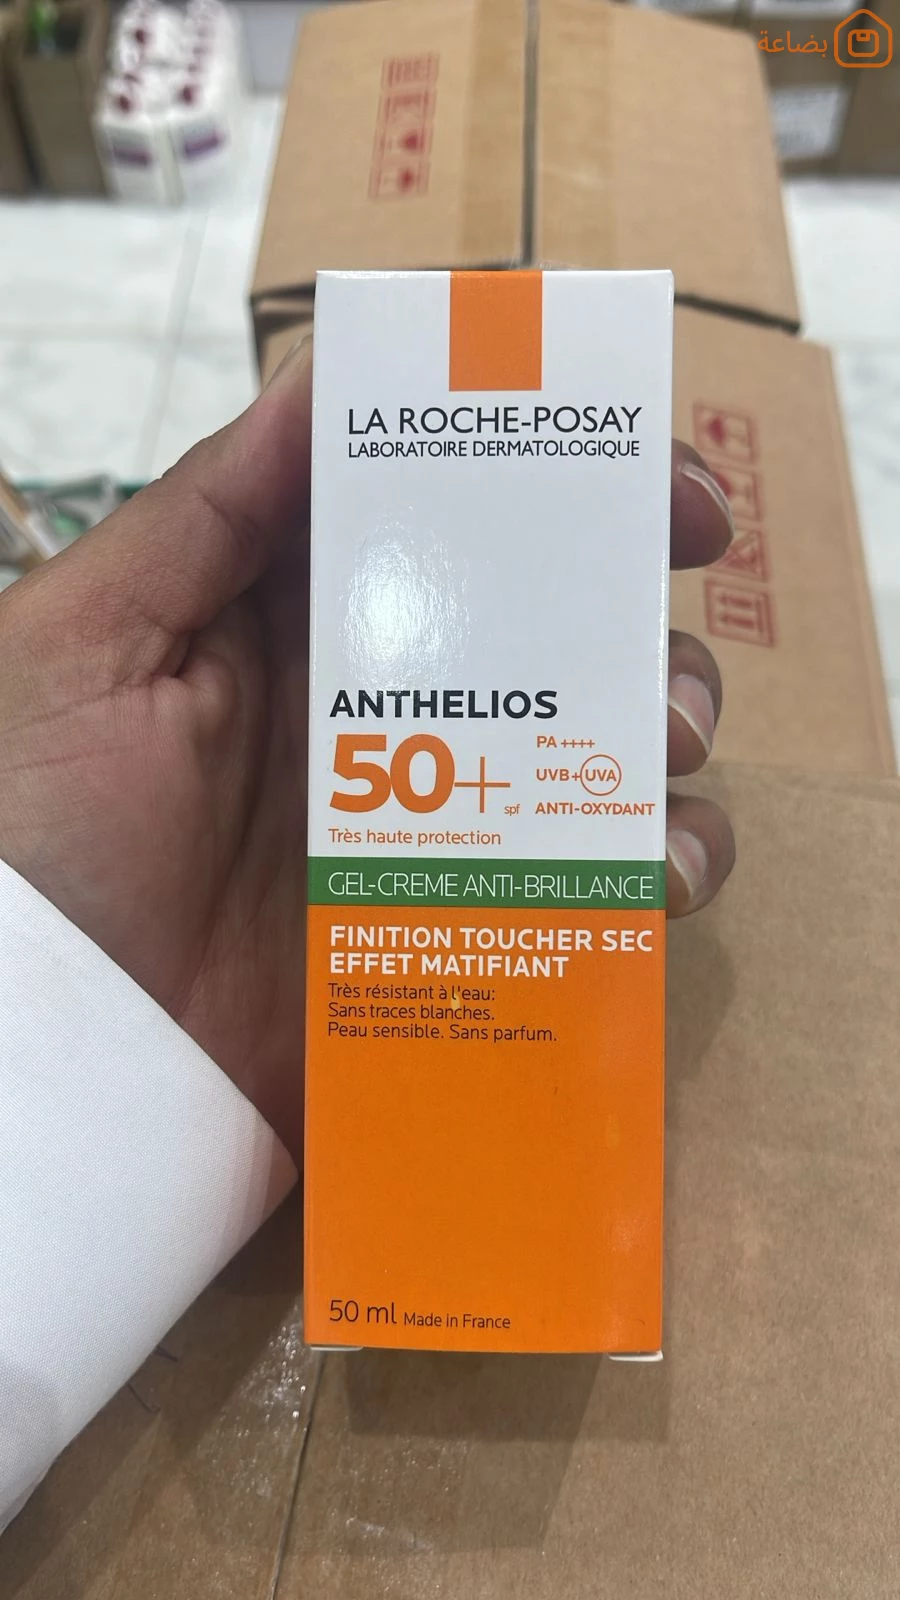 بضاعة
LA ROCHE-POSAY
LABORATOIRE DERMATOLOGIQUE
ANTHELIOS
50+ spf
PA ++++
UVB+UVA
ANTI-OXYDANT
Très haute protection
GEL-CREME ANTI-BRILLANCE
FINITION TOUCHER SEC
EFFET MATIFIANT
Très résistant à l'eau:
Sans traces blanches.
Peau sensible. Sans parfum.
50 ml Made in France